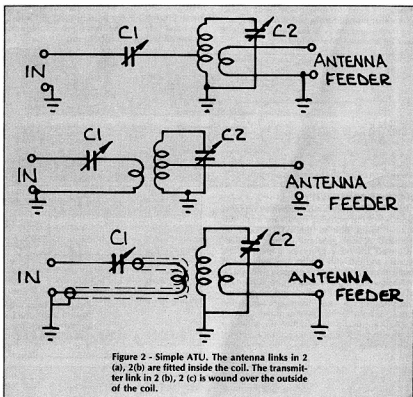 C1
C2
IN
ANTENNA
FEEDER
C1
C2
IN
ANTENNA
FEEDER
C1
C2
IN
ANTENNA
FEEDER
Figure 2 - Simple ATU. The antenna links in 2
(a), 2(b) are fitted inside the coil. The transmit-
ter link in 2 (b), 2 (c) is wound over the outside
of the coil.